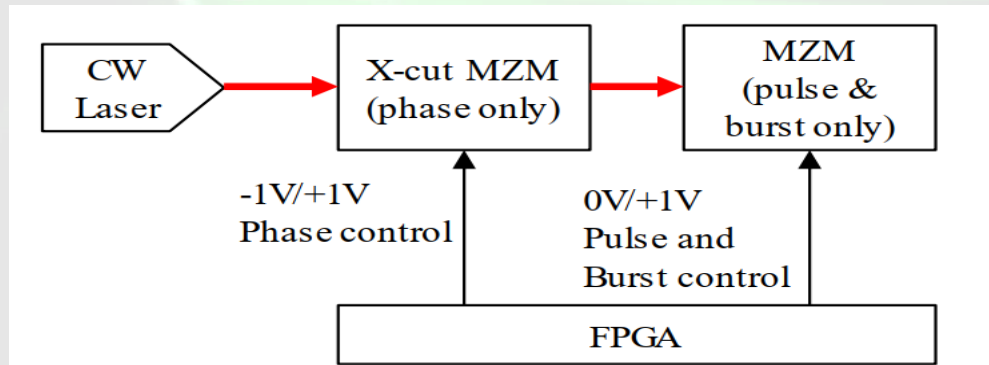 CW
Laser
X-cut MZM
(phase only)
MZM
(pulse &
burst only)
-1V/+1V
Phase control
0V/+1V
Pulse and
Burst control
FPGA